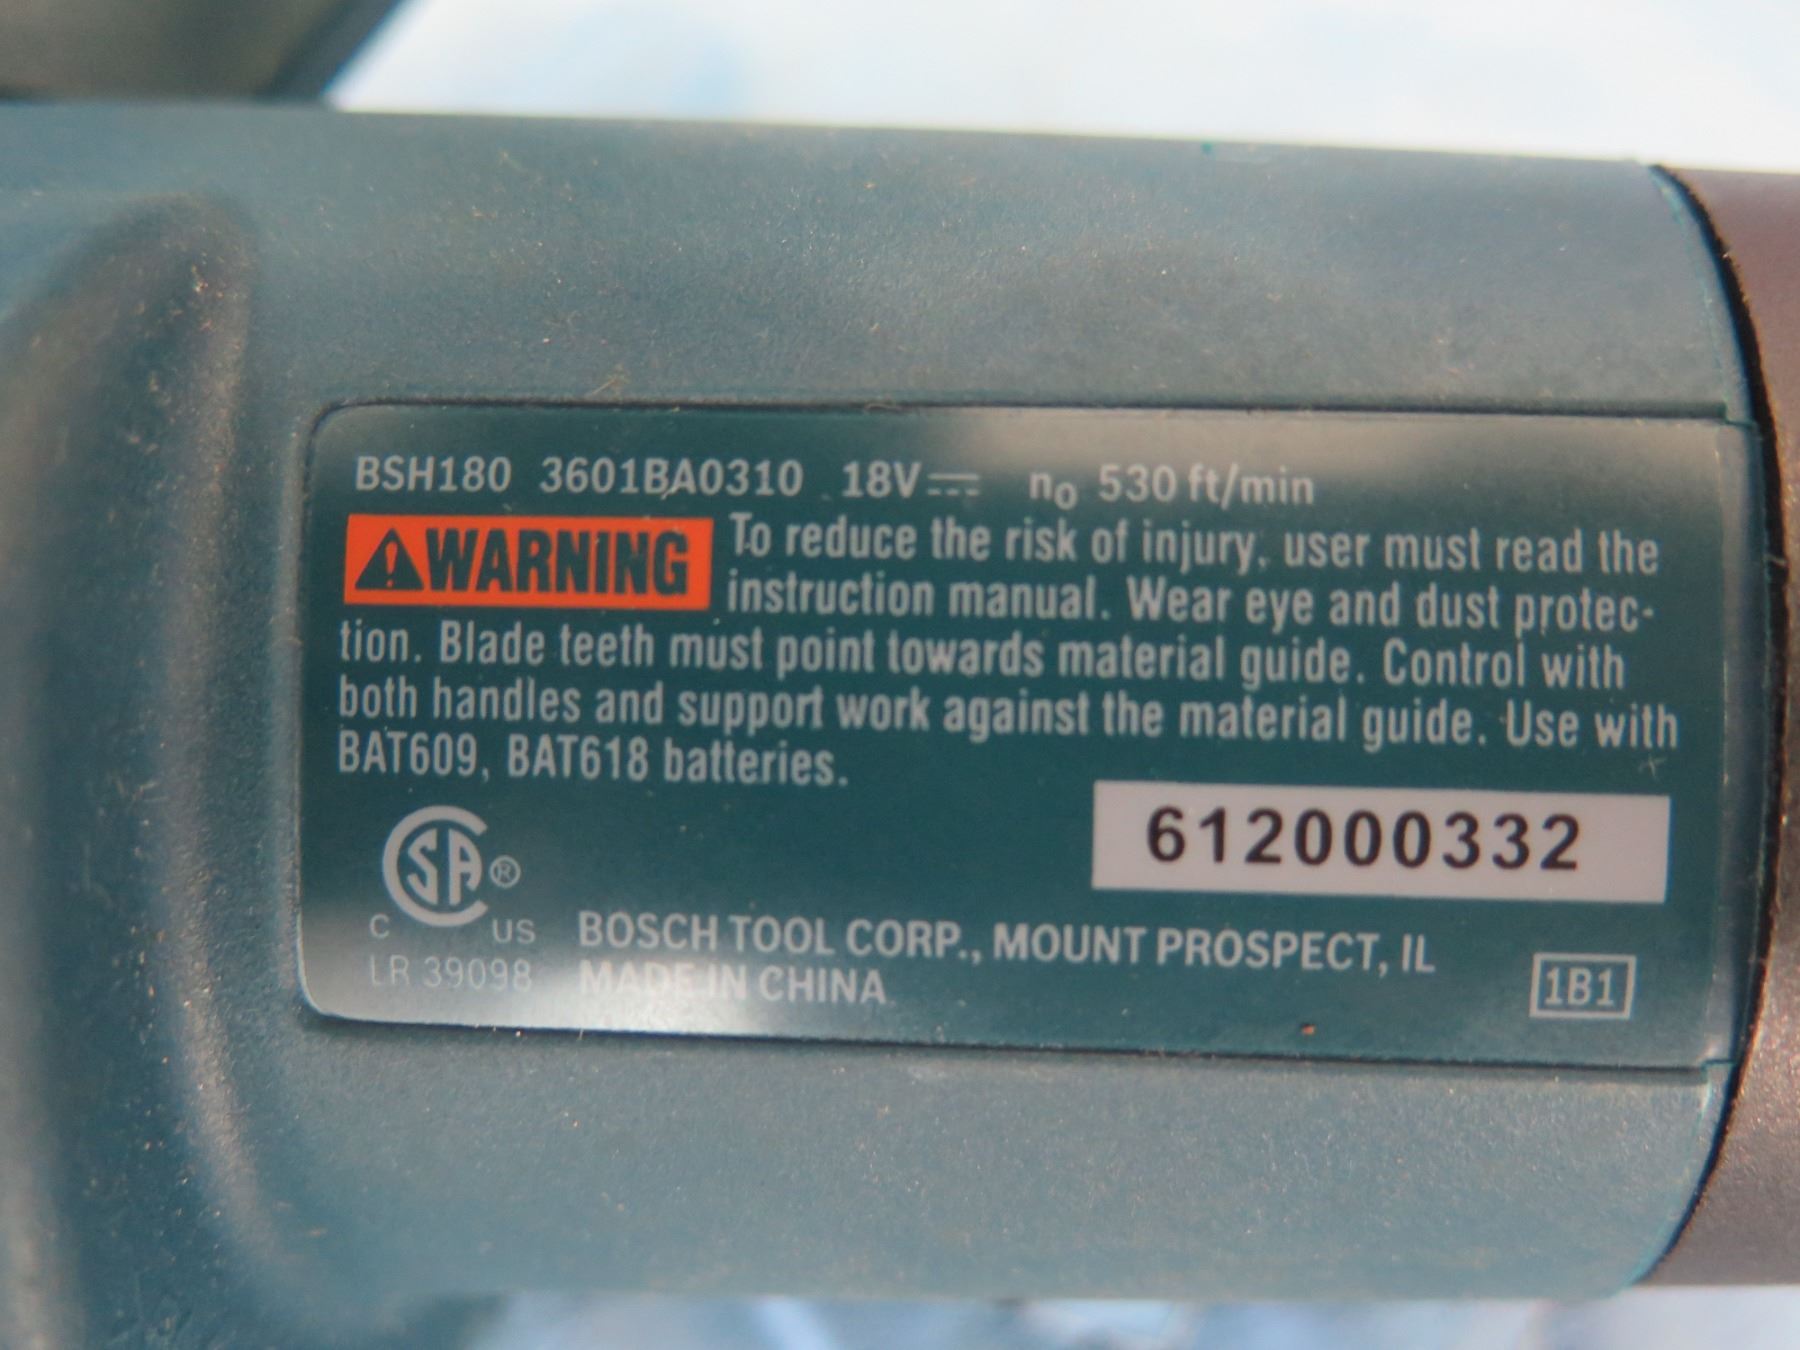 BSH180 3601BA0310 18V n₀ 530 ft/min
WARNING To reduce the risk of injury, user must read the
instruction manual. Wear eye and dust protec-
tion. Blade teeth must point towards material guide. Control with
both handles and support work against the material guide. Use with
BAT609, BAT618 batteries.
612000332
CSA®
C US
LR 39098
BOSCH TOOL CORP., MOUNT PROSPECT, IL
MADE IN CHINA
1B1